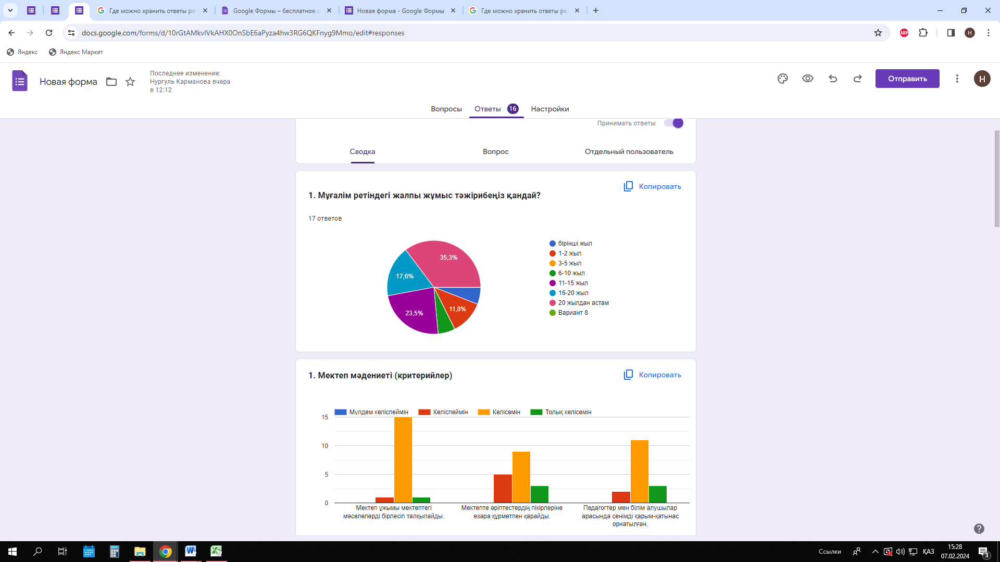 Где можно хранить ответы ре
Google Формы – бесплатное с
Новая форма - Google Формы
Где можно хранить ответы ре
docs.google.com/forms/d/10rGtAMkvlVkAHX0OnSbE6aPyza4hw3RG6QKFnyg9Mmo/edit#responses
ABP
H
Яндекс
Яндекс Маркет
Новая форма
Последнее изменение:
Нургуль Карманова вчера
в 12:12
Отправить
H
Вопросы
Ответы 16
Настройки
Принимать ответы
Сводка
Вопрос
Отдельный пользователь
Копировать
1. Мұғалім ретіндегі жалпы жұмыс тәжірибеңіз қандай?
17 ответов
35,3%
17,6%
23,5%
11,8%
бірінші жыл
1-2 жыл
3-5 жыл
6-10 жыл
11-15 жыл
16-20 жыл
20 жылдан астам
Вариант 8
1. Мектеп мәдениеті (критерийлер)
Копировать
Мүлдем келіспеймін
Келіспеймін
Келісемін
Толық келісемін
15
10
5
0
Мектеп ұжымы мектептегі
мәселелерді бірлесіп талқылайды.
Мектепте әріптестердің пікірлеріне
өзара құрметпен қарайды.
Педагогтер мен білім алушылар
арасында сенімді қарым-қатынас
орнатылған.
Ссылки
ҚАЗ
15:28
07.02.2024
3